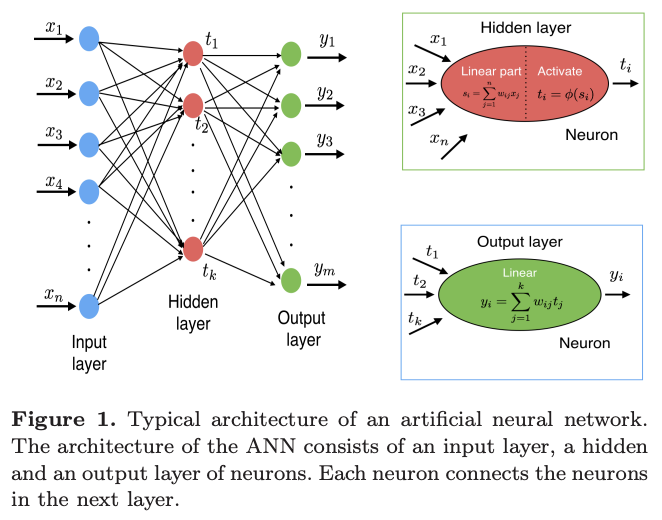 x₁
x₂
x₃
x₄
xₙ
Input
layer
t₁
t₂
tₖ
Hidden
layer
y₁
y₂
y₃
yₘ
Output
layer
Hidden layer
x₁
x₂
x₃
xₙ
Linear part
sᵢ = ∑ⱼ₌₁ⁿ wᵢⱼxⱼ
Activate
tᵢ = ϕ(sᵢ)
tᵢ
Neuron
Output layer
t₁
t₂
tₖ
Linear
yᵢ = ∑ⱼ₌₁ᵏ wᵢⱼtⱼ
yᵢ
Neuron
Figure 1. Typical architecture of an artificial neural network.
The architecture of the ANN consists of an input layer, a hidden
and an output layer of neurons. Each neuron connects the neurons
in the next layer.